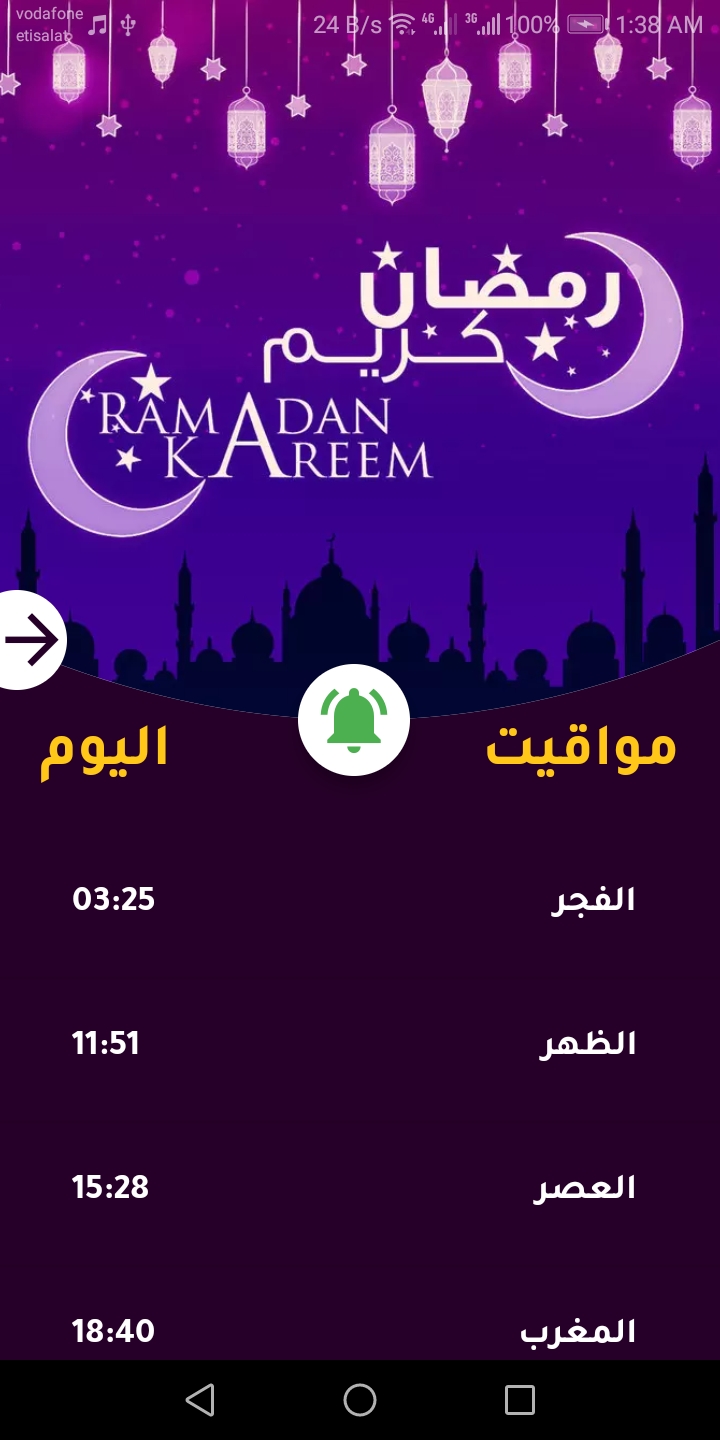 vodafone
etisalat
24 B/s 4G 3G 100% 1:38 AM
رمضان
كريم
RAMADAN
KAREEM
مواقيت اليوم
الفجر 03:25
الظهر 11:51
العصر 15:28
المغرب 18:40